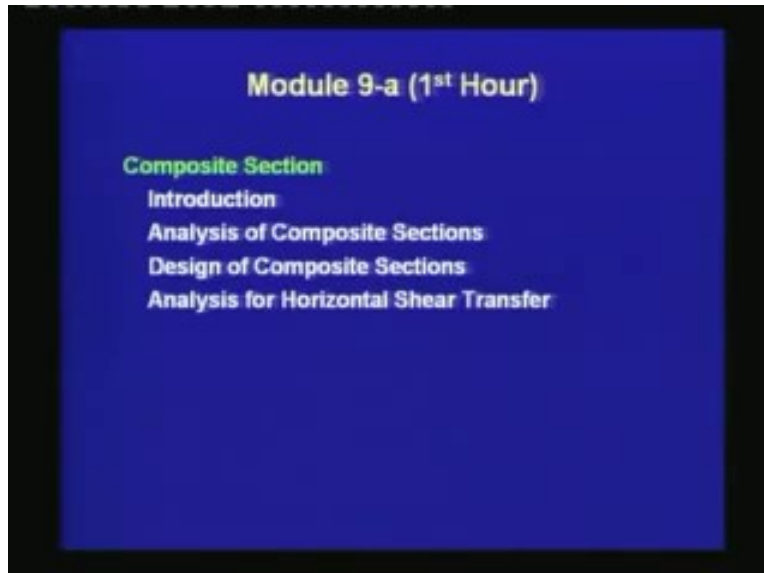 Module 9-a (1st Hour)
Composite Section
Introduction
Analysis of Composite Sections
Design of Composite Sections
Analysis for Horizontal Shear Transfer